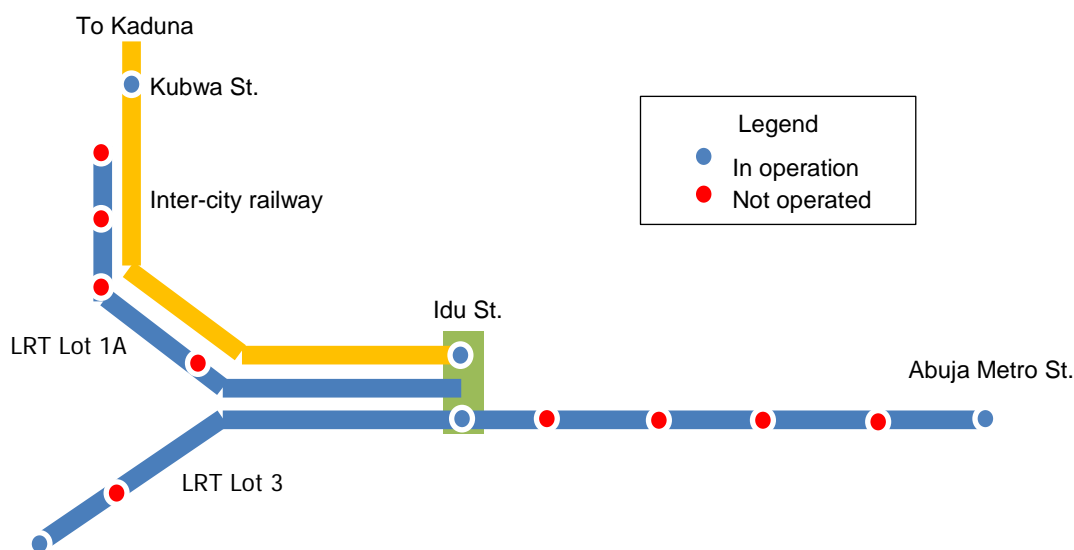 To Kaduna
Kubwa St.
Legend
In operation
Not operated
Inter-city railway
Idu St.
LRT Lot 1A
Abuja Metro St.
LRT Lot 3